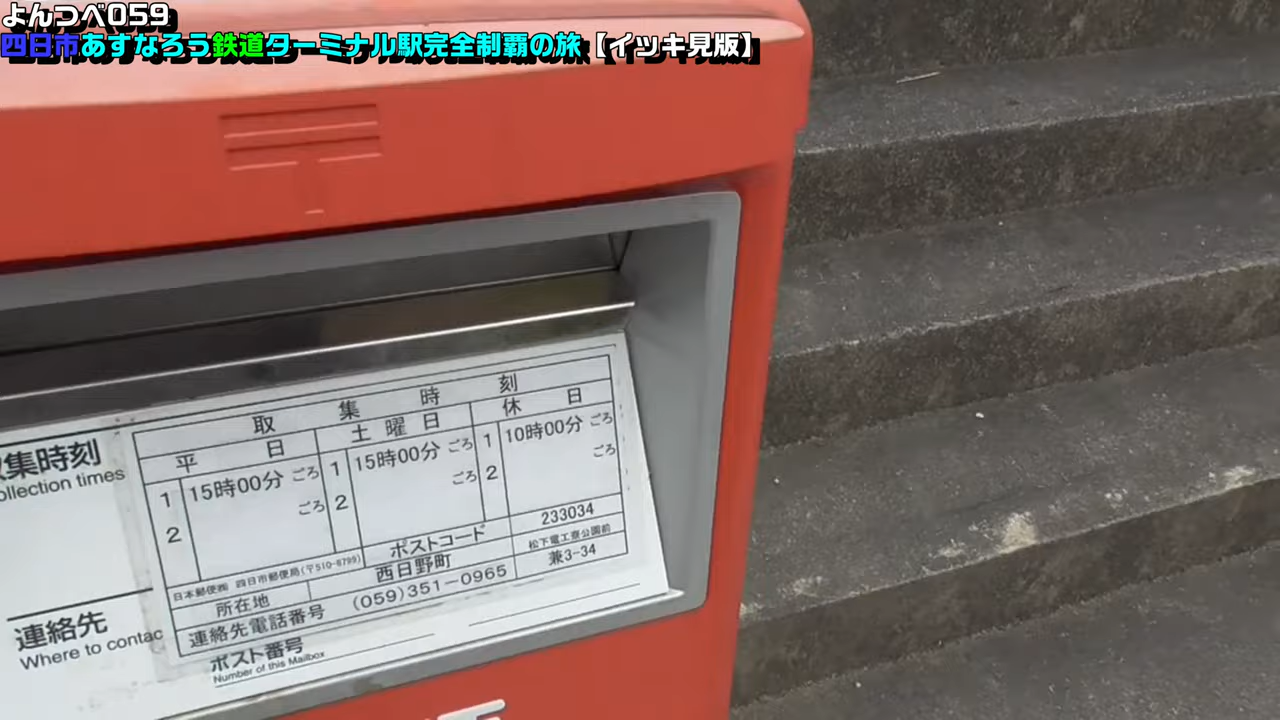 よんつべ059
四日市あすなろう鉄道ターミナル駅完全制覇の旅【イツキ見版】
取集時刻
平日 土曜日 休日
1 15時00分 ごろ 1 15時00分 ごろ 1 10時00分 ごろ
2 ごろ 2 ごろ 2 ごろ
集時刻
ollection times
日本郵便㈱ 四日市郵便局(〒510-8799) ポストコード 233034
所在地 西日野町 松下電工寮公園前
連絡先電話番号 (059)351-0965 兼3-34
連絡先
Where to contac
ポスト番号
Number of this Mailbox